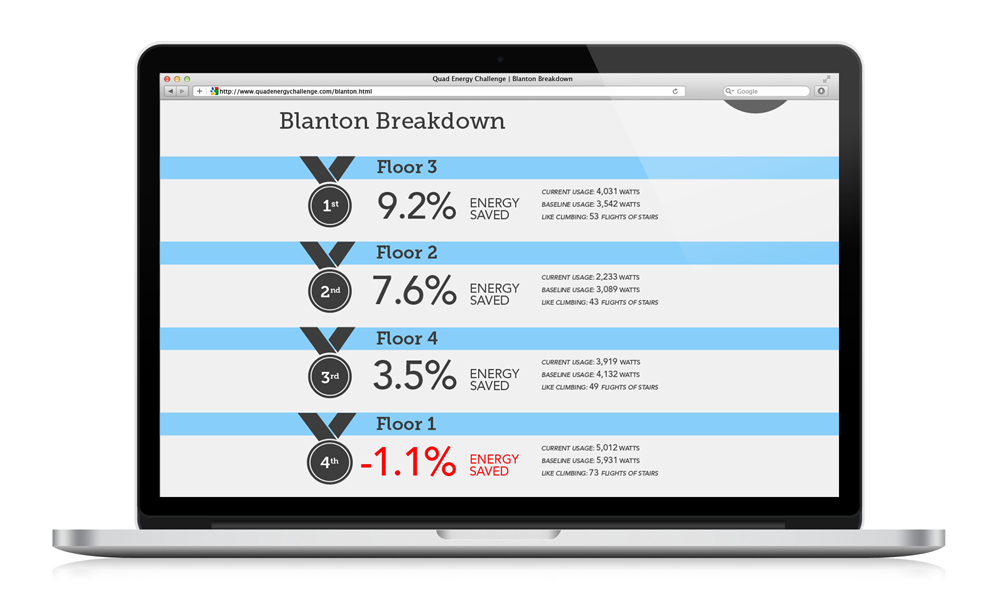 Quad Energy Challenge | Blanton Breakdown
http://www.quadenergychallenge.com/blanton.html
Google
Blanton Breakdown
Floor 3
1st
9.2%
ENERGY
SAVED
CURRENT USAGE: 4,031 WATTS
BASELINE USAGE: 3,542 WATTS
LIKE CLIMBING: 53 FLIGHTS OF STAIRS
Floor 2
2nd
7.6%
ENERGY
SAVED
CURRENT USAGE: 2,233 WATTS
BASELINE USAGE: 3,089 WATTS
LIKE CLIMBING: 43 FLIGHTS OF STAIRS
Floor 4
3rd
3.5%
ENERGY
SAVED
CURRENT USAGE: 3,919 WATTS
BASELINE USAGE: 4,132 WATTS
LIKE CLIMBING: 49 FLIGHTS OF STAIRS
Floor 1
4th
-1.1%
ENERGY
SAVED
CURRENT USAGE: 5,012 WATTS
BASELINE USAGE: 5,931 WATTS
LIKE CLIMBING: 73 FLIGHTS OF STAIRS